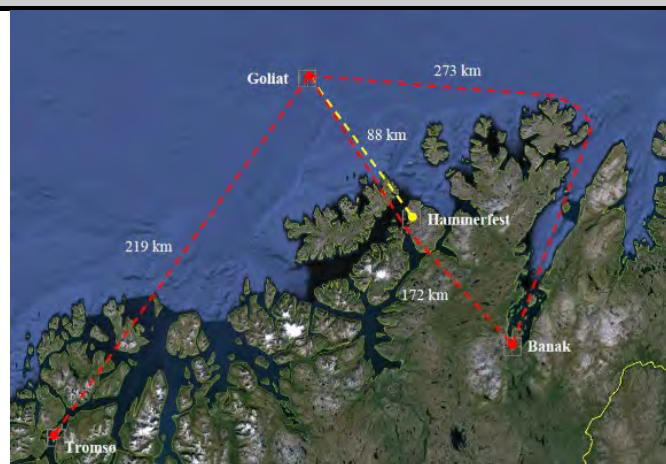 273 km
Goliat
88 km
Hammerfest
219 km
172 km
Banak
Tromsø